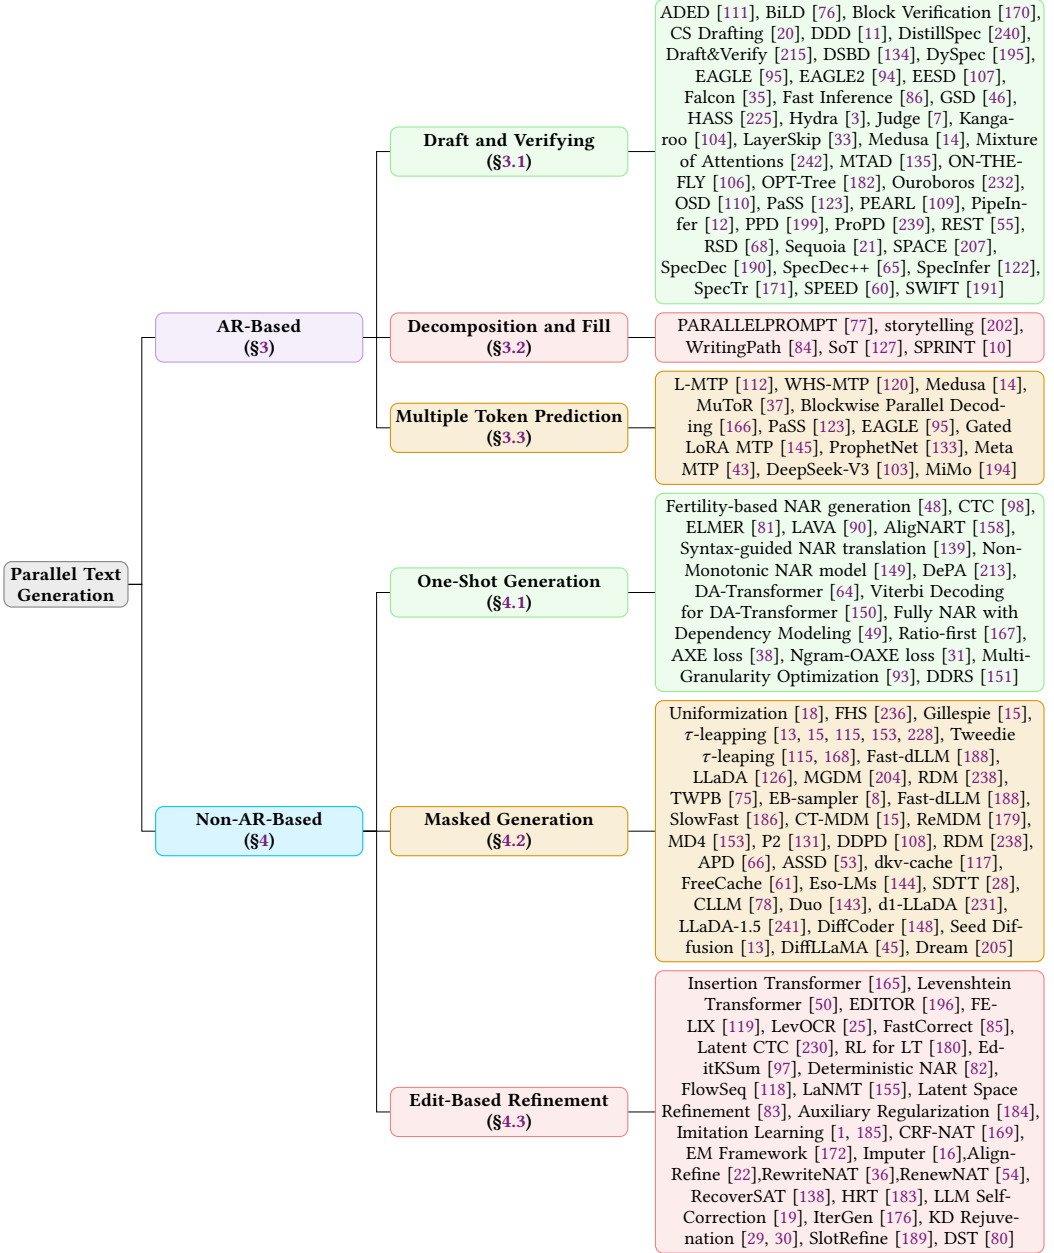 Parallel Text
Generation
AR-Based
(§3)
Draft and Verifying
(§3.1)
ADED [111], BiLD [76], Block Verification [170],
CS Drafting [20], DDD [11], DistillSpec [240],
Draft&Verify [215], DSBD [134], DySpec [195],
EAGLE [95], EAGLE2 [94], EESD [107],
Falcon [35], Fast Inference [86], GSD [46],
HASS [225], Hydra [3], Judge [7], Kanga-
roo [104], LayerSkip [33], Medusa [14], Mixture
of Attentions [242], MTAD [135], ON-THE-
FLY [106], OPT-Tree [182], Ouroboros [232],
OSD [110], PaSS [123], PEARL [109], PipeIn-
fer [12], PPD [199], ProPD [239], REST [55],
RSD [68], Sequoia [21], SPACE [207],
SpecDec [190], SpecDec++ [65], SpecInfer [122],
SpecTr [171], SPEED [60], SWIFT [191]
Decomposition and Fill
(§3.2)
PARALLELPROMPT [77], storytelling [202],
WritingPath [84], SoT [127], SPRINT [10]
Multiple Token Prediction
(§3.3)
L-MTP [112], WHS-MTP [120], Medusa [14],
MuToR [37], Blockwise Parallel Decod-
ing [166], PaSS [123], EAGLE [95], Gated
LoRA MTP [145], ProphetNet [133], Meta
MTP [43], DeepSeek-V3 [103], MiMo [194]
Non-AR-Based
(§4)
One-Shot Generation
(§4.1)
Fertility-based NAR generation [48], CTC [98],
ELMER [81], LAVA [90], AligNART [158],
Syntax-guided NAR translation [139], Non-
Monotonic NAR model [149], DePA [213],
DA-Transformer [64], Viterbi Decoding
for DA-Transformer [150], Fully NAR with
Dependency Modeling [49], Ratio-first [167],
AXE loss [38], Ngram-OAXE loss [31], Multi-
Granularity Optimization [93], DDRS [151]
Masked Generation
(§4.2)
Uniformization [18], FHS [236], Gillespie [15],
τ-leapping [13, 15, 115, 153, 228], Tweedie
τ-leaping [115, 168], Fast-dLLM [188],
LLaDA [126], MGDM [204], RDM [238],
TWPB [75], EB-sampler [8], Fast-dLLM [188],
SlowFast [186], CT-MDM [15], ReMDM [179],
MD4 [153], P2 [131], DDPD [108], RDM [238],
APD [66], ASSD [53], dkv-cache [117],
FreeCache [61], Eso-LMs [144], SDTT [28],
CLLM [78], Duo [143], d1-LLaDA [231],
LLaDA-1.5 [241], DiffCoder [148], Seed Dif-
fusion [13], DiffLLaMA [45], Dream [205]
Edit-Based Refinement
(§4.3)
Insertion Transformer [165], Levenshtein
Transformer [50], EDITOR [196], FE-
LIX [119], LevOCR [25], FastCorrect [85],
Latent CTC [230], RL for LT [180], Ed-
itKSum [97], Deterministic NAR [82],
FlowSeq [118], LaNMT [155], Latent Space
Refinement [83], Auxiliary Regularization [184],
Imitation Learning [1, 185], CRF-NAT [169],
EM Framework [172], Imputer [16],Align-
Refine [22],RewriteNAT [36],RenewNAT [54],
RecoverSAT [138], HRT [183], LLM Self-
Correction [19], IterGen [176], KD Rejuve-
nation [29, 30], SlotRefine [189], DST [80]